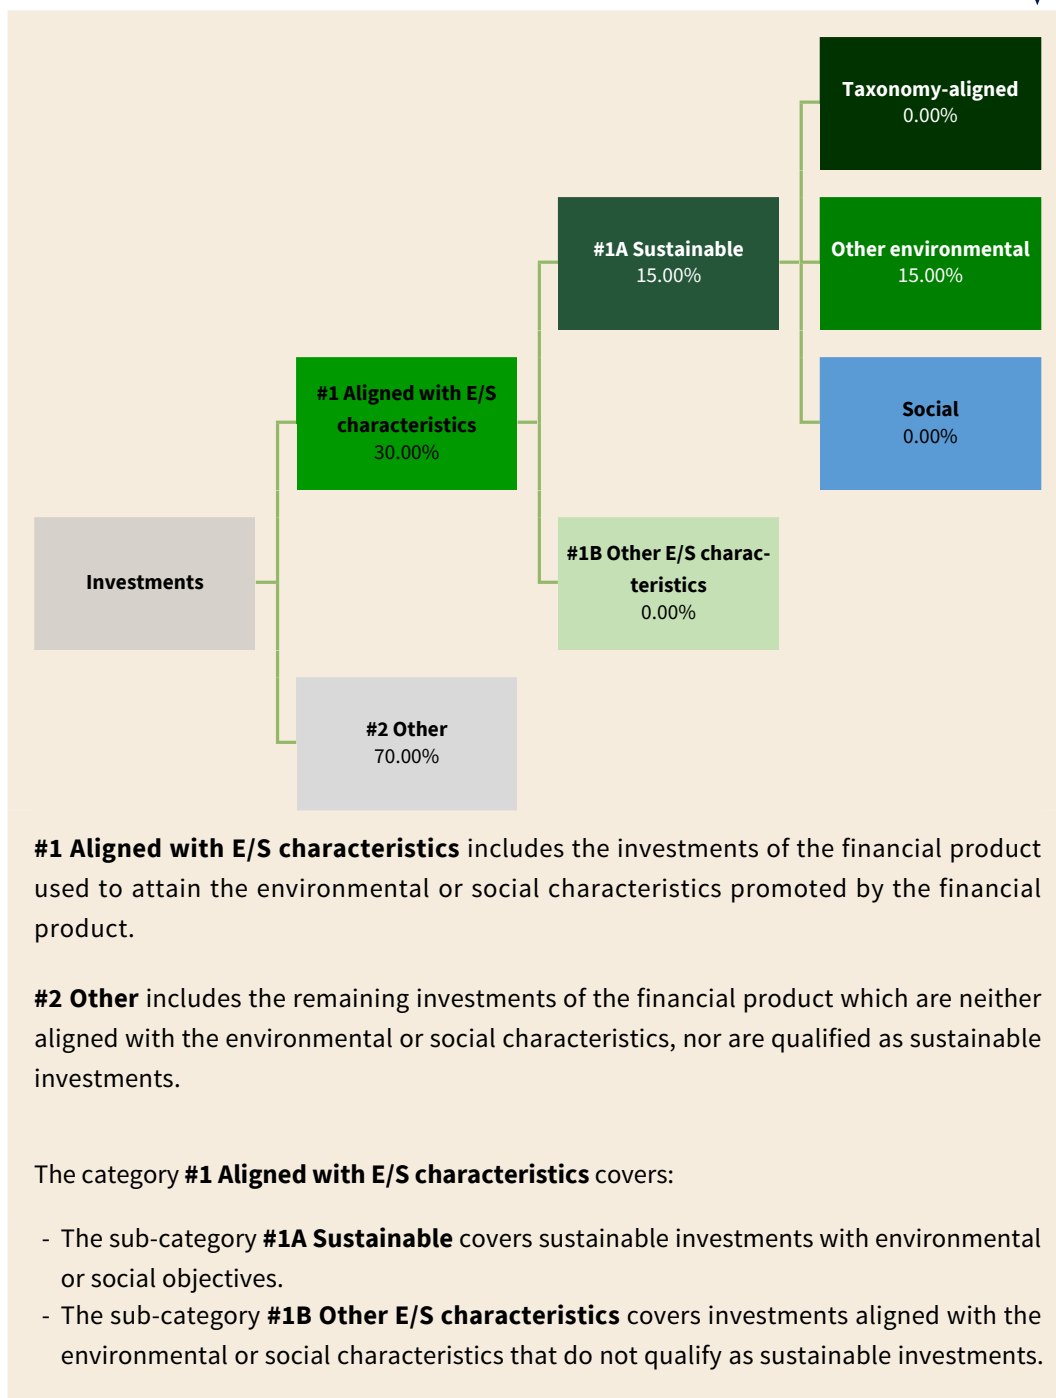 Taxonomy-aligned
0.00%
#1A Sustainable
15.00%
Other environmental
15.00%
#1 Aligned with E/S
characteristics
30.00%
Social
0.00%
Investments
#1B Other E/S charac-
teristics
0.00%
#2 Other
70.00%
#1 Aligned with E/S characteristics includes the investments of the financial product
used to attain the environmental or social characteristics promoted by the financial
product.
#2 Other includes the remaining investments of the financial product which are neither
aligned with the environmental or social characteristics, nor are qualified as sustainable
investments.
The category #1 Aligned with E/S characteristics covers:
- The sub-category #1A Sustainable covers sustainable investments with environmental
or social objectives.
- The sub-category #1B Other E/S characteristics covers investments aligned with the
environmental or social characteristics that do not qualify as sustainable investments.